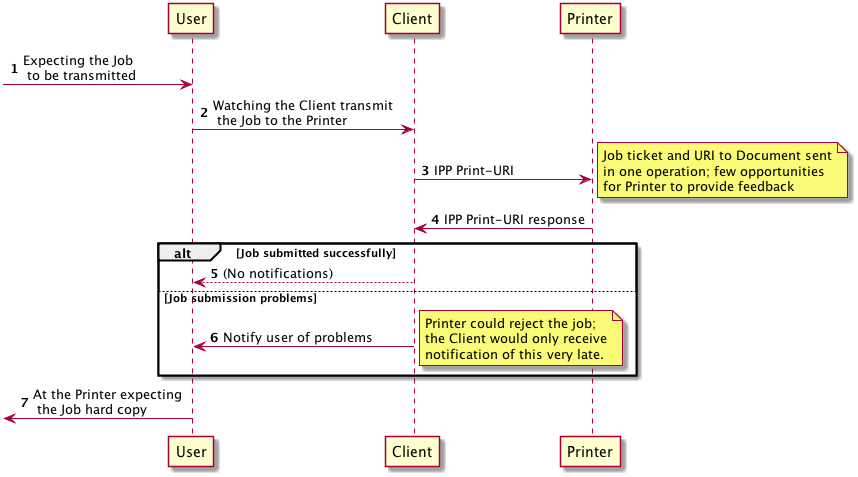 User Client Printer
1 Expecting the Job
to be transmitted
2 Watching the Client transmit
the Job to the Printer
3 IPP Print-URI
Job ticket and URI to Document sent
in one operation; few opportunities
for Printer to provide feedback
4 IPP Print-URI response
alt [Job submitted successfully]
5 (No notifications)
[Job submission problems]
6 Notify user of problems
Printer could reject the job;
the Client would only receive
notification of this very late.
7 At the Printer expecting
the Job hard copy
User Client Printer